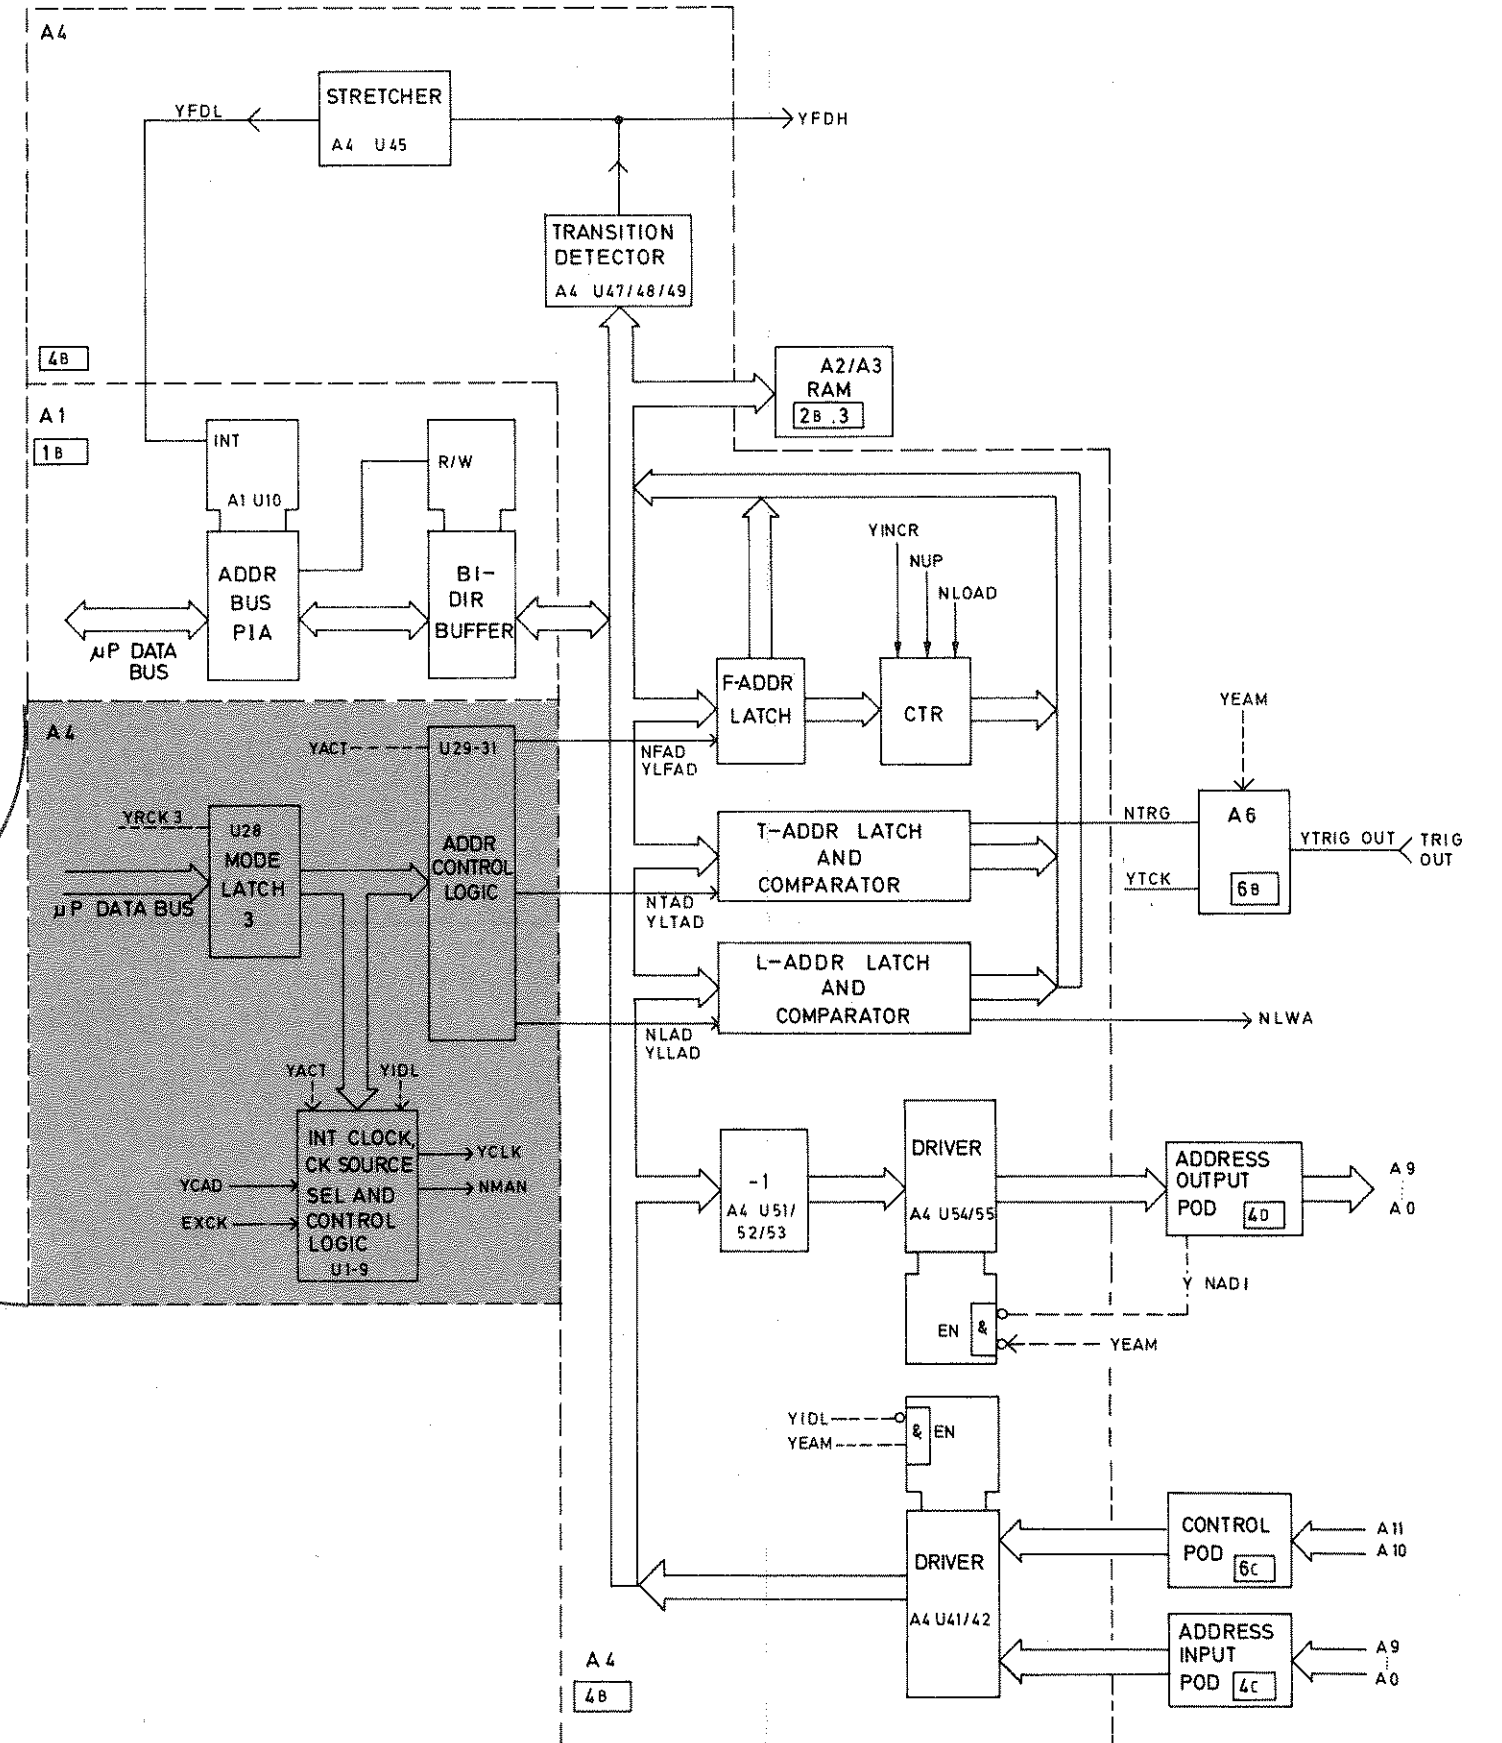 A4
STRETCHER
A4 U45
YFDL
YFDH
TRANSITION
DETECTOR
A4 U47/48/49
4B
A2/A3
RAM
2B .3
A1
1B
INT
A1 U10
R/W
ADDR
BUS
PIA
BI-
DIR
BUFFER
µP DATA
BUS
YINCR
NUP
NLOAD
F-ADDR
LATCH
CTR
NFAD
YLFAD
A4
YACT
U29-31
ADDR
CONTROL
LOGIC
YRCK3
U28
MODE
LATCH
3
µP DATA BUS
T-ADDR LATCH
AND
COMPARATOR
NTAD
YLTAD
L-ADDR LATCH
AND
COMPARATOR
NLAD
YLLAD
YEAM
NTRG
A6
6B
YTCK
YTRIG OUT
TRIG
OUT
NLWA
YACT
YIDL
INT CLOCK,
CK SOURCE
SEL AND
CONTROL
LOGIC
U1-9
YCAD
EXCK
YCLK
NMAN
-1
A4 U51/
52/53
DRIVER
A4 U54/55
EN
&
ADDRESS
OUTPUT
POD
4D
A9
A0
Y NADI
YEAM
YIDL
YEAM
&
EN
DRIVER
A4 U41/42
CONTROL
POD
6C
A11
A10
ADDRESS
INPUT
POD
4C
A9
A0
A4
4B